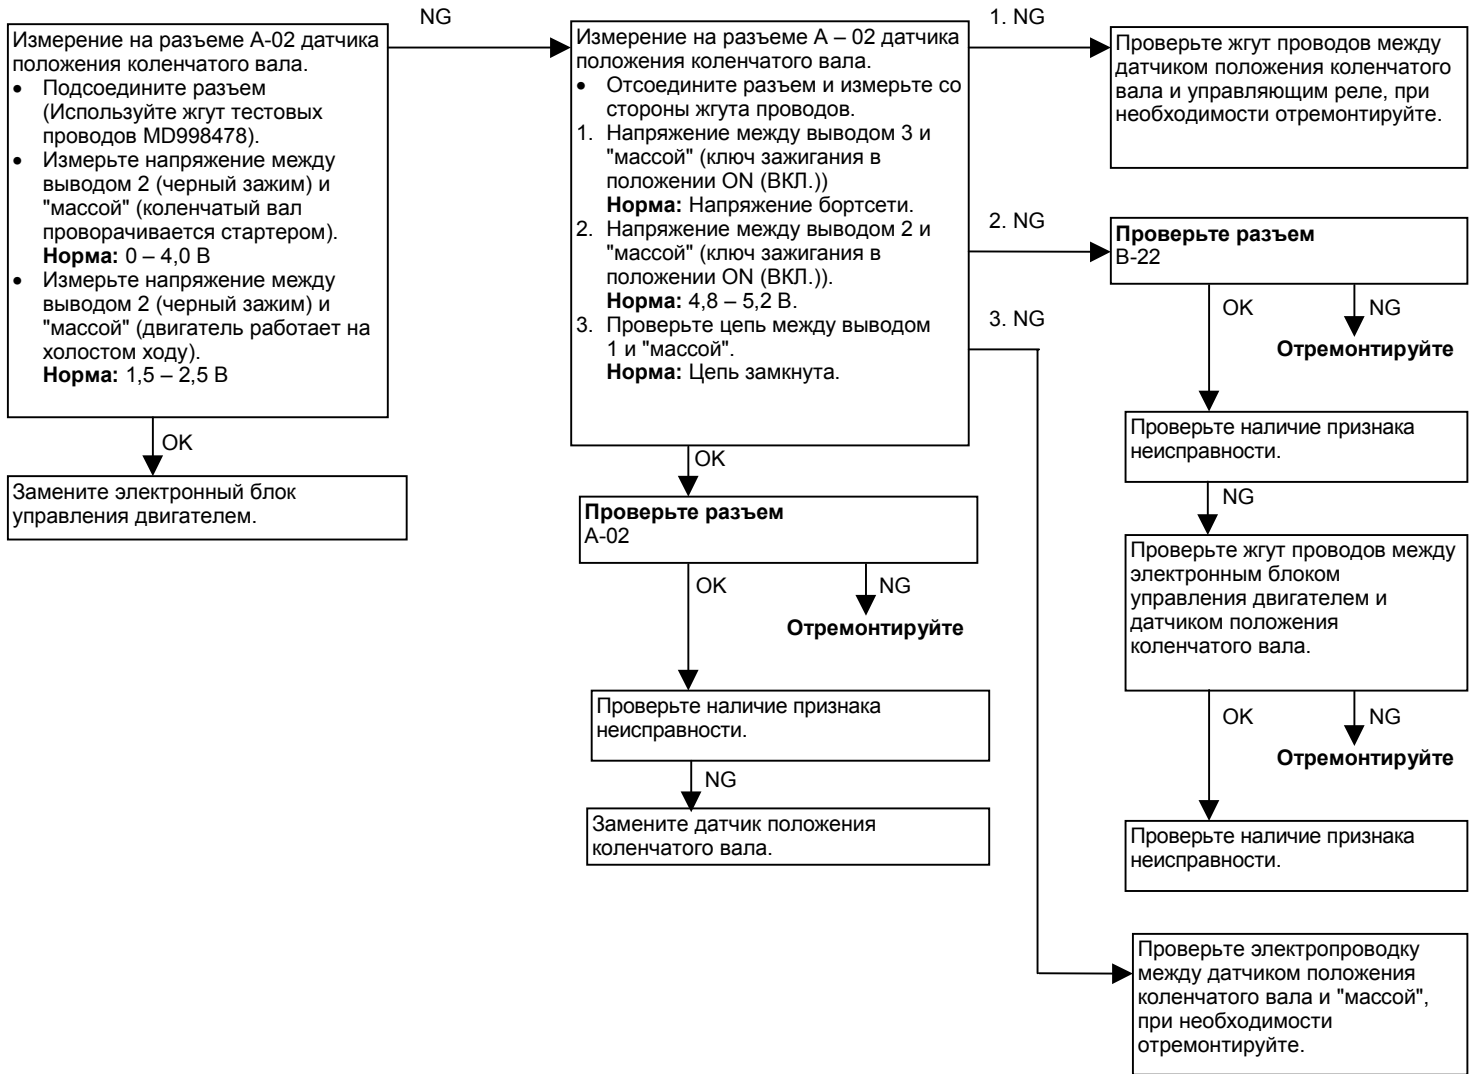 NG
Измерение на разъеме А-02 датчика
положения коленчатого вала.
• Подсоедините разъем
(Используйте жгут тестовых
проводов MD998478).
• Измерьте напряжение между
выводом 2 (черный зажим) и
"массой" (коленчатый вал
проворачивается стартером).
Норма: 0 – 4,0 В
• Измерьте напряжение между
выводом 2 (черный зажим) и
"массой" (двигатель работает на
холостом ходу).
Норма: 1,5 – 2,5 В
OK
Замените электронный блок
управления двигателем.
Измерение на разъеме А – 02 датчика
положения коленчатого вала.
• Отсоедините разъем и измерьте со
стороны жгута проводов.
1. Напряжение между выводом 3 и
"массой" (ключ зажигания в
положении ON (ВКЛ.))
Норма: Напряжение бортсети.
2. Напряжение между выводом 2 и
"массой" (ключ зажигания в
положении ON (ВКЛ.)).
Норма: 4,8 – 5,2 В.
3. Проверьте цепь между выводом
1 и "массой".
Норма: Цепь замкнута.
OK
Проверьте разъем
А-02
OK
NG
Отремонтируйте
Проверьте наличие признака
неисправности.
NG
Замените датчик положения
коленчатого вала.
1. NG
Проверьте жгут проводов между
датчиком положения коленчатого
вала и управляющим реле, при
необходимости отремонтируйте.
2. NG
Проверьте разъем
В-22
OK
NG
Отремонтируйте
Проверьте наличие признака
неисправности.
NG
Проверьте жгут проводов между
электронным блоком
управления двигателем и
датчиком положения
коленчатого вала.
OK
NG
Отремонтируйте
Проверьте наличие признака
неисправности.
3. NG
Проверьте электропроводку
между датчиком положения
коленчатого вала и "массой",
при необходимости
отремонтируйте.